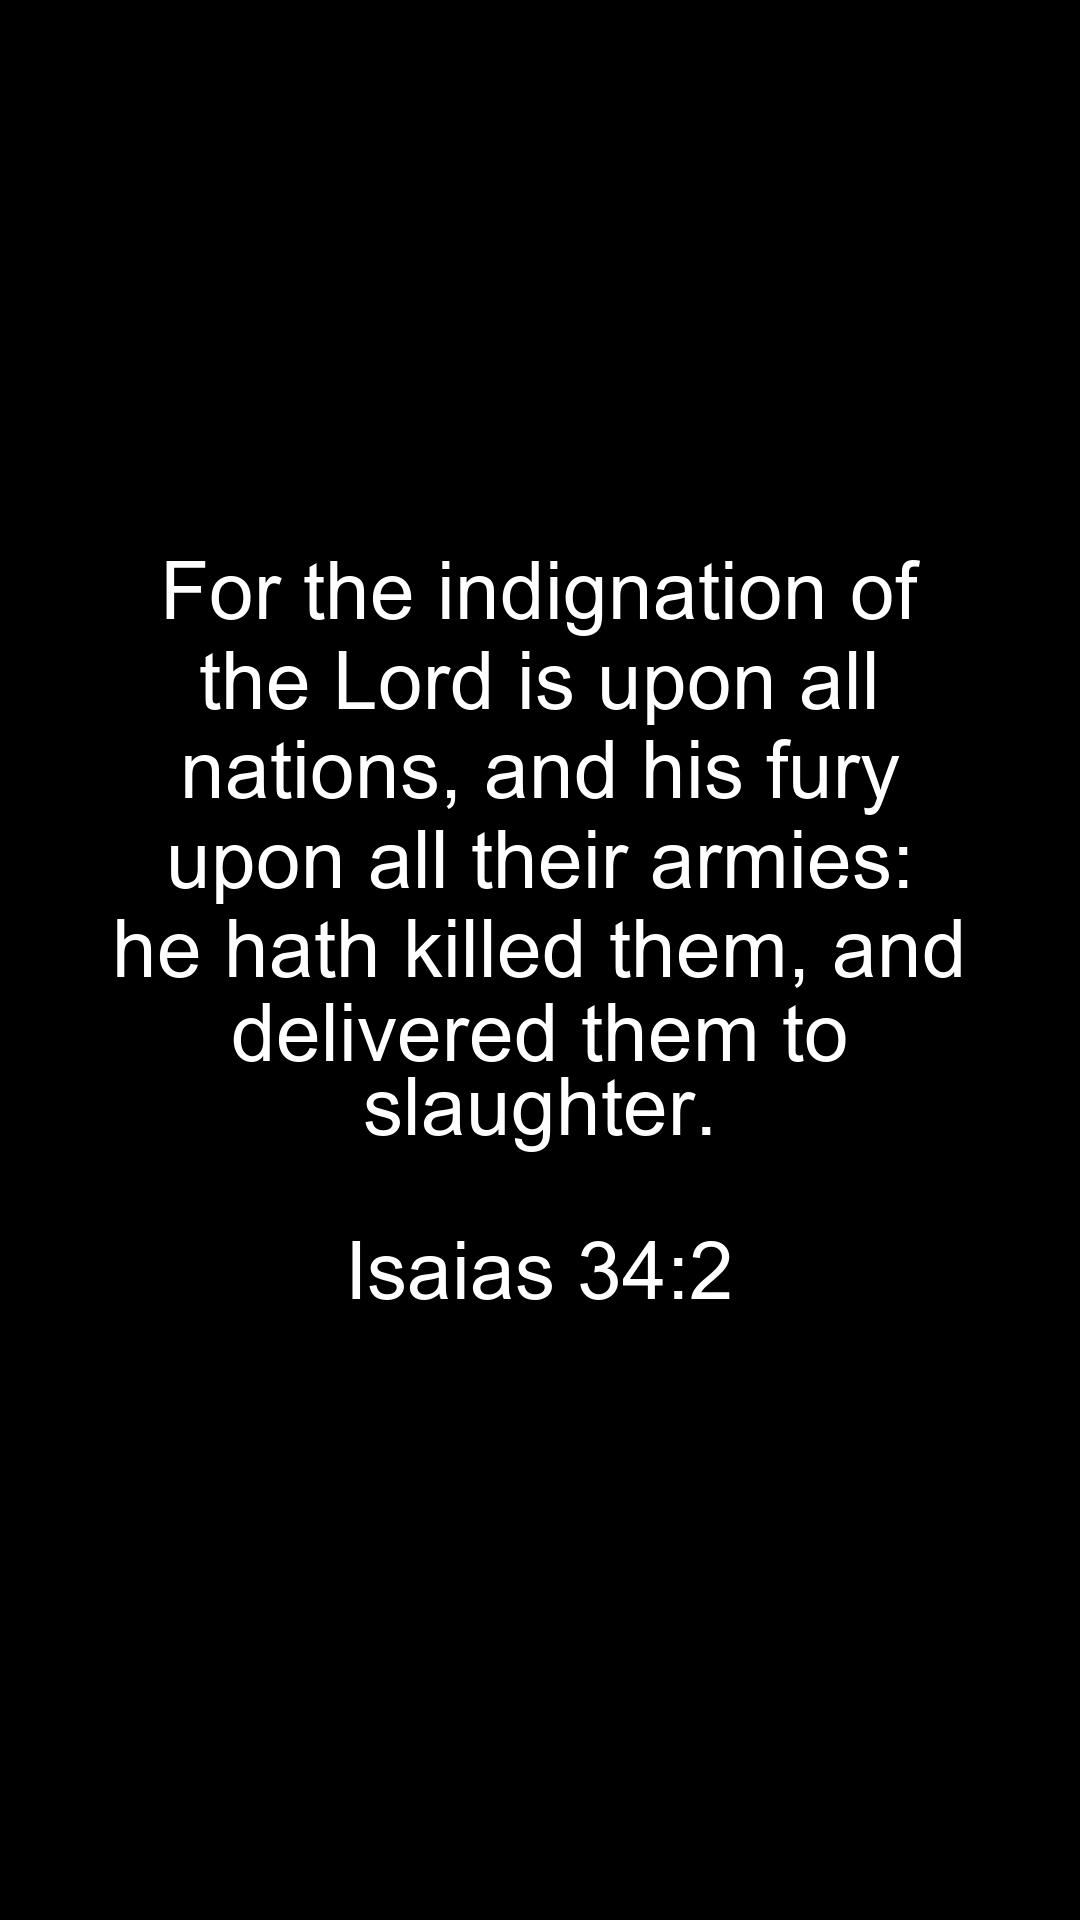 For the indignation of
the Lord is upon all
nations, and his fury
upon all their armies:
he hath killed them, and
delivered them to
slaughter.
Isaias 34:2